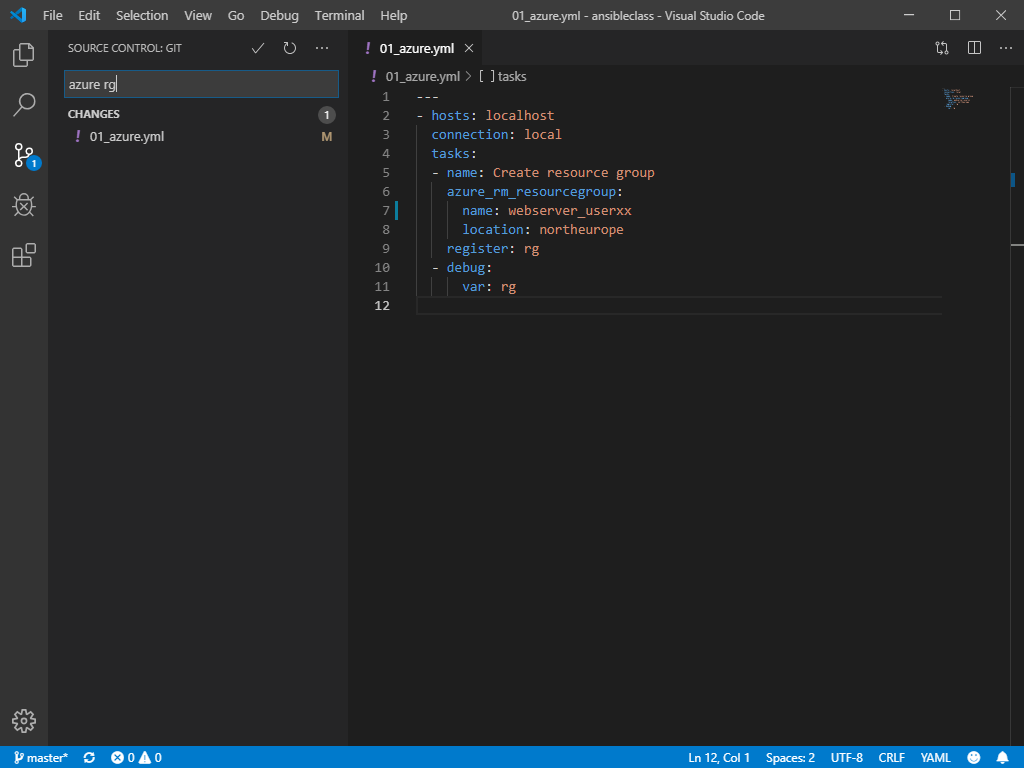 File Edit Selection View Go Debug Terminal Help 01_azure.yml - ansibleclass - Visual Studio Code
SOURCE CONTROL: GIT
azure rg
CHANGES 1
! 01_azure.yml M
1
! 01_azure.yml
! 01_azure.yml > [ ] tasks
1 ---
2 - hosts: localhost
3 connection: local
4 tasks:
5 - name: Create resource group
6 azure_rm_resourcegroup:
7 name: webserver_userxx
8 location: northeurope
9 register: rg
10 - debug:
11 var: rg
12
master* 0 0 Ln 12, Col 1 Spaces: 2 UTF-8 CRLF YAML